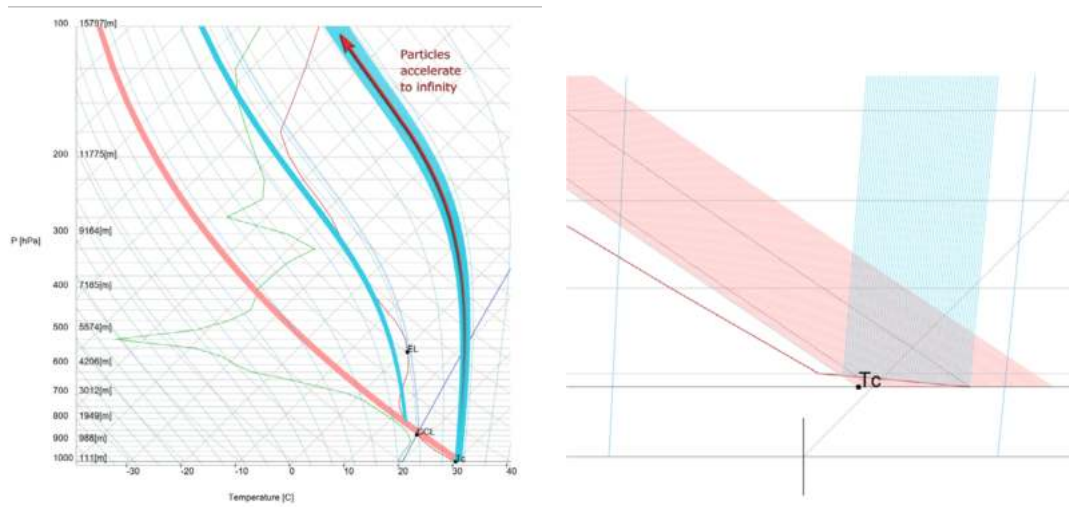 100 15797[m]
Particles
accelerate
to infinity
200 11775[m]
P [hPa]
300 9164[m]
400 7185[m]
500 5574[m]
EL
600 4206[m]
700 3012[m]
800 1949[m]
CCL
900 988[m]
1000 111[m]
Tc
-30 -20 -10 0 10 20 30 40
Temperature [C]
Tc